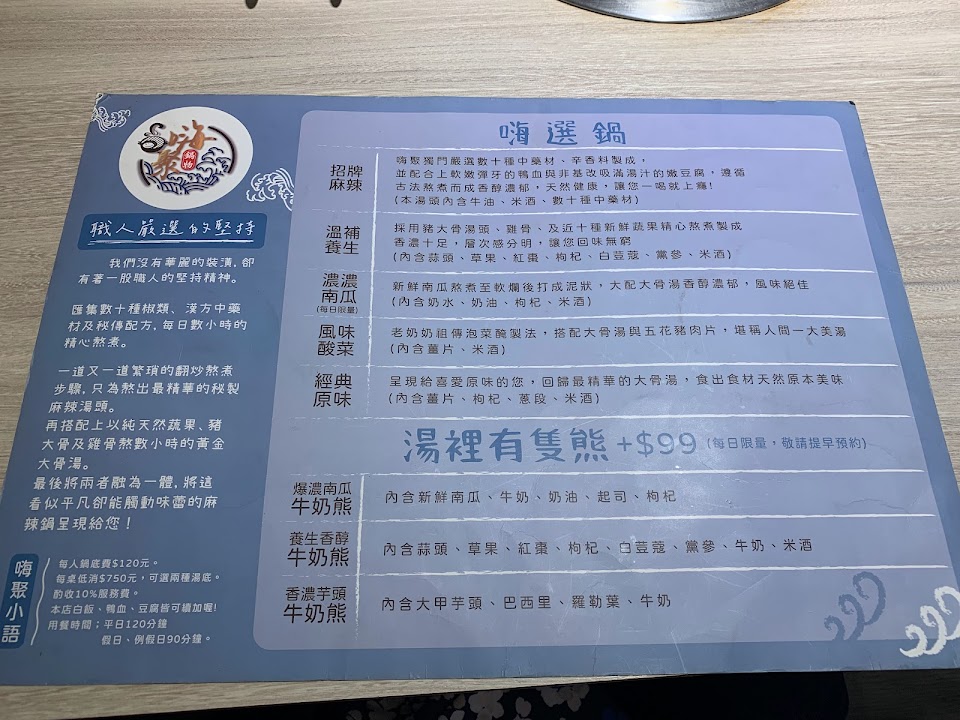 嗨聚
鍋物
職人嚴選的堅持
我們沒有華麗的裝潢,卻
有著一股職人的堅持精神。
匯集數十種椒類、漢方中藥
材及秘傳配方,每日數小時的
精心熬煮。
一道又一道繁瑣的翻炒熬煮
步驟,只為熬出最精華的秘製
麻辣湯頭。
再搭配上以純天然蔬果、豬
大骨及雞骨熬數小時的黃金
大骨湯。
最後將兩者融為一體,將這
看似平凡卻能觸動味蕾的麻
辣鍋呈現給您!
嗨聚小語
每人鍋底費$120元。
每桌低消$750元,可選兩種湯底。
酌收10%服務費。
本店白飯、鴨血、豆腐皆可續加喔!
用餐時間:平日120分鐘
假日、例假日90分鐘。
嗨選鍋
招牌
麻辣
嗨聚獨門嚴選數十種中藥材、辛香料製成,
並配合上軟嫩彈牙的鴨血與非基改吸滿湯汁的嫩豆腐,遵循
古法熬煮而成香醇濃郁,天然健康,讓您一喝就上癮!
(本湯頭內含牛油、米酒、數十種中藥材)
溫補
養生
採用豬大骨湯頭、雞骨、及近十種新鮮蔬果精心熬煮製成
香濃十足,層次感分明,讓您回味無窮
(內含蒜頭、草果、紅棗、枸杞、白荳蔻、黨參、米酒)
濃濃
南瓜
(每日限量)
新鮮南瓜熬煮至軟爛後打成泥狀,大配大骨湯香醇濃郁,風味絕佳
(內含奶水、奶油、枸杞、米酒)
風味
酸菜
老奶奶祖傳泡菜醃製法,搭配大骨湯與五花豬肉片,堪稱人間一大美湯
(內含薑片、米酒)
經典
原味
呈現給喜愛原味的您,回歸最精華的大骨湯,食出食材天然原本美味
(內含薑片、枸杞、蔥段、米酒)
湯裡有隻熊+$99 (每日限量,敬請提早預約)
爆濃南瓜
牛奶熊
內含新鮮南瓜、牛奶、奶油、起司、枸杞
養生香醇
牛奶熊
內含蒜頭、草果、紅棗、枸杞、白荳蔻、黨參、牛奶、米酒
香濃芋頭
牛奶熊
內含大甲芋頭、巴西里、羅勒葉、牛奶